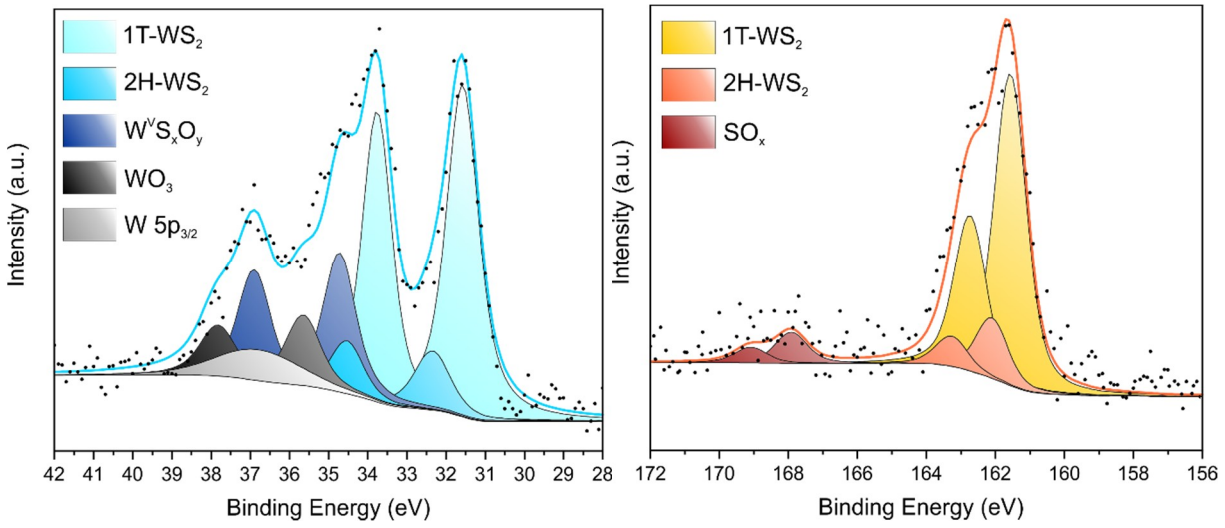 Intensity (a.u.)
1T-WS₂
2H-WS₂
WⱽSₓOᵧ
WO₃
W 5p₃/₂
42 41 40 39 38 37 36 35 34 33 32 31 30 29 28
Binding Energy (eV)
Intensity (a.u.)
1T-WS₂
2H-WS₂
SOₓ
172 170 168 166 164 162 160 158 156
Binding Energy (eV)